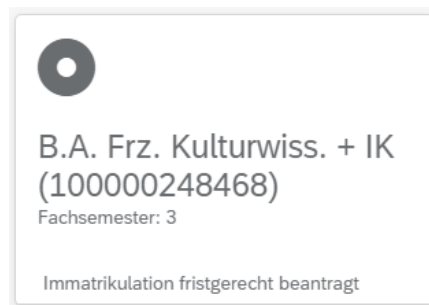 B.A. Frz. Kulturwiss. + IK
(100000248468)
Fachsemester: 3
Immatrikulation fristgerecht beantragt